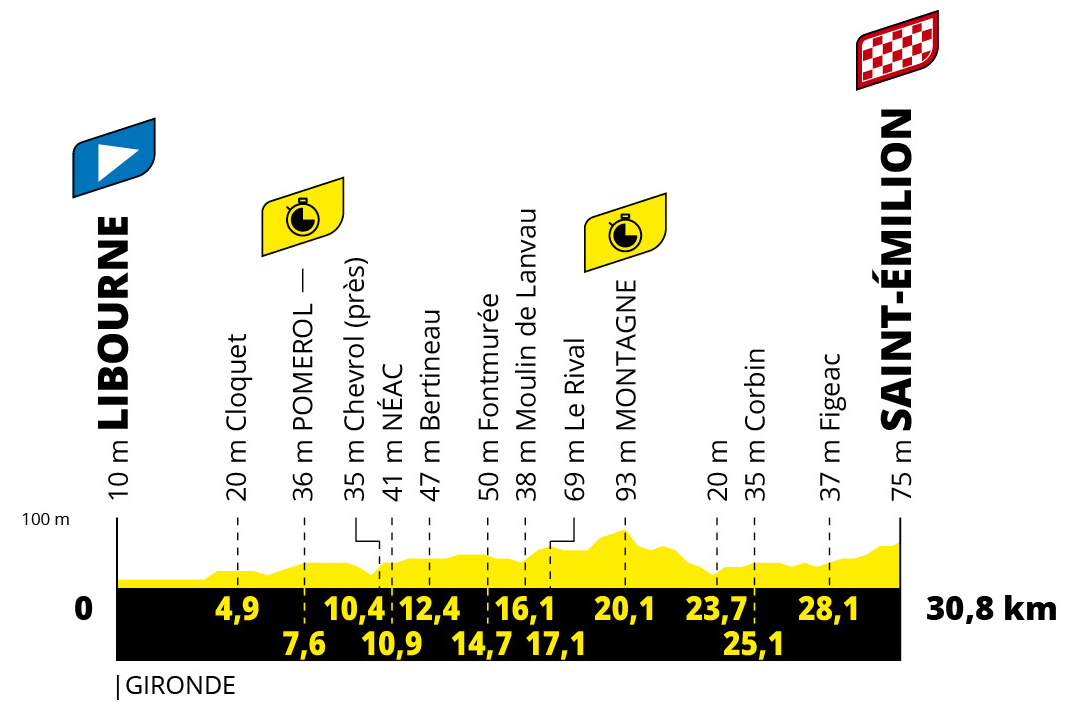 LIBOURNE
SAINT-ÉMILION
10 m
20 m Cloquet
36 m POMEROL —
35 m Chevrol (près)
41 m NÉAC
47 m Bertineau
50 m Fontmurée
38 m Moulin de Lanvau
69 m Le Rival
93 m MONTAGNE
20 m
35 m Corbin
37 m Figeac
75 m
100 m
0
4,9
10,4
12,4
16,1
20,1
23,7
28,1
30,8 km
7,6
10,9
14,7
17,1
25,1
GIRONDE